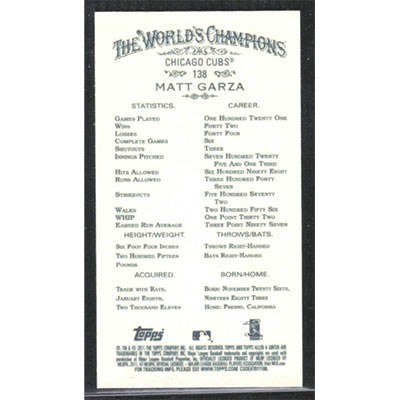 THE WORLD'S CHAMPIONS
CHICAGO CUBS®
138
MATT GARZA
STATISTICS. CAREER.
GAMES PLAYED ONE HUNDRED TWENTY ONE
WINS FORTY TWO
LOSSES FORTY FOUR
COMPLETE GAMES SIX
SHUTOUTS THREE
INNINGS PITCHED SEVEN HUNDRED TWENTY
FIVE AND ONE THIRD
HITS ALLOWED SIX HUNDRED NINETY EIGHT
RUNS ALLOWED THREE HUNDRED FORTY
SEVEN
STRIKEOUTS FIVE HUNDRED SEVENTY
TWO
WALKS TWO HUNDRED FIFTY SIX
WHIP ONE POINT THIRTY TWO
EARNED RUN AVERAGE THREE POINT NINETY SEVEN
HEIGHT/WEIGHT. THROWS/BATS.
SIX FOOT FOUR INCHES THROWS RIGHT-HANDED
TWO HUNDRED FIFTEEN BATS RIGHT-HANDED
POUNDS
ACQUIRED. BORN/HOME.
TRADE WITH RAYS, BORN: NOVEMBER TWENTY SIXTH,
JANUARY EIGHTH, NINETEEN EIGHTY THREE
TWO THOUSAND ELEVEN HOME: FRESNO, CALIFORNIA
Topps